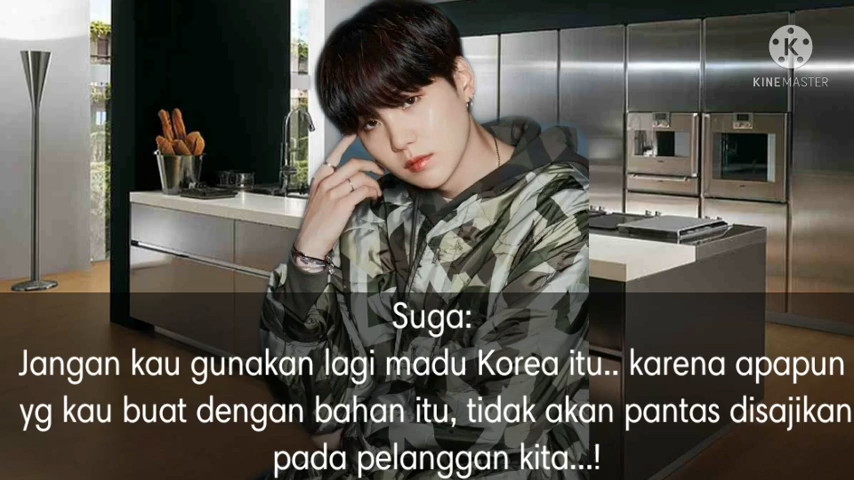 KINEMASTER
Suga:
Jangan kau gunakan lagi madu Korea itu.. karena apapun
yg kau buat dengan bahan itu, tidak akan pantas disajikan
pada pelanggan kita...!